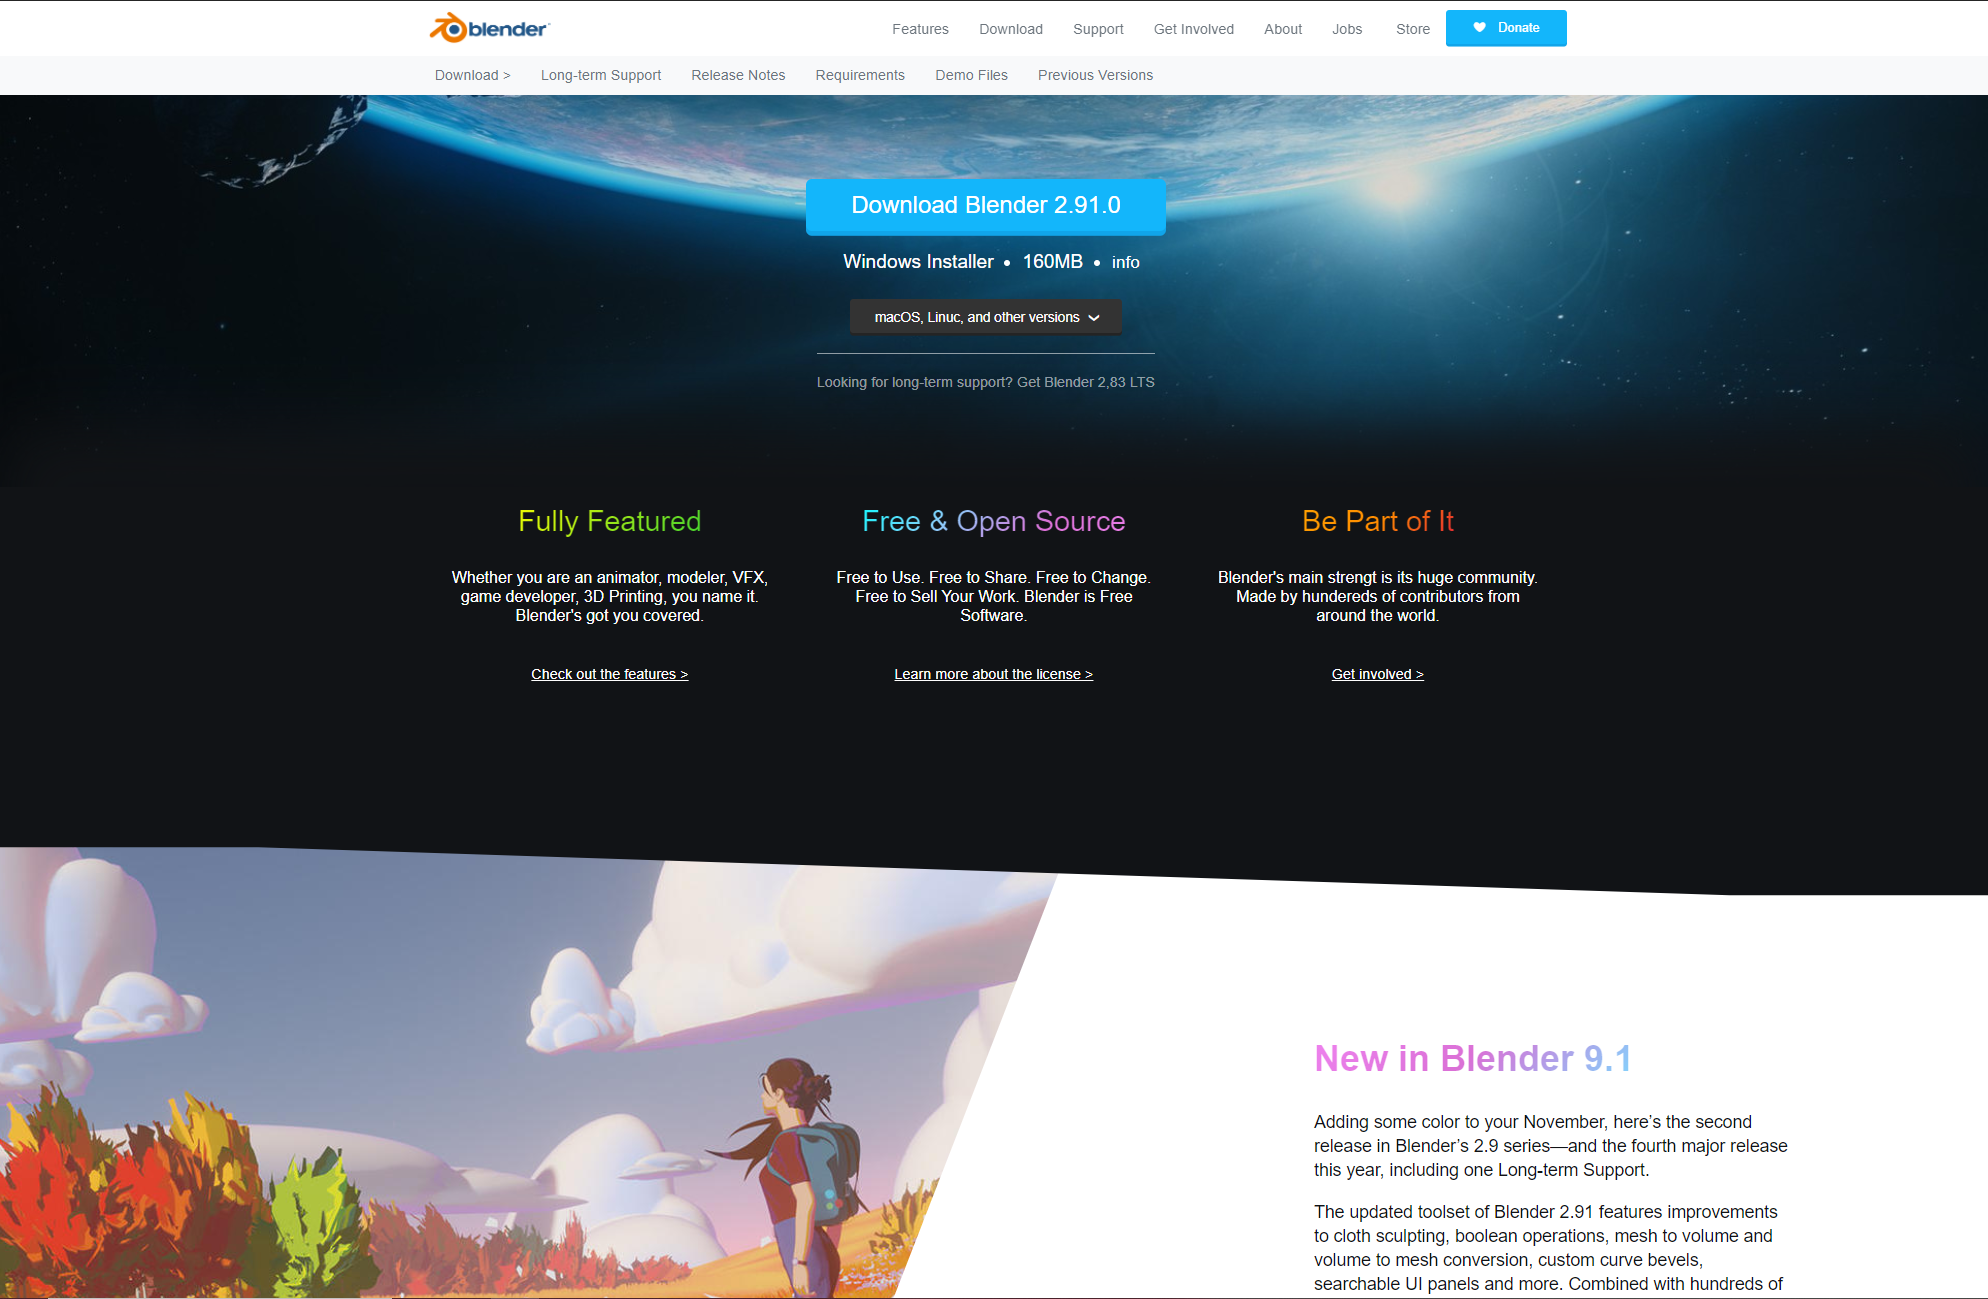 blender
Features Download Support Get Involved About Jobs Store Donate
Download > Long-term Support Release Notes Requirements Demo Files Previous Versions
Download Blender 2.91.0
Windows Installer • 160MB • info
macOS, Linuc, and other versions
Looking for long-term support? Get Blender 2,83 LTS
Fully Featured
Whether you are an animator, modeler, VFX,
game developer, 3D Printing, you name it.
Blender's got you covered.
Check out the features >
Free & Open Source
Free to Use. Free to Share. Free to Change.
Free to Sell Your Work. Blender is Free
Software.
Learn more about the license >
Be Part of It
Blender's main strengt is its huge community.
Made by hundereds of contributors from
around the world.
Get involved >
New in Blender 9.1
Adding some color to your November, here’s the second
release in Blender’s 2.9 series—and the fourth major release
this year, including one Long-term Support.
The updated toolset of Blender 2.91 features improvements
to cloth sculpting, boolean operations, mesh to volume and
volume to mesh conversion, custom curve bevels,
searchable UI panels and more. Combined with hundreds of